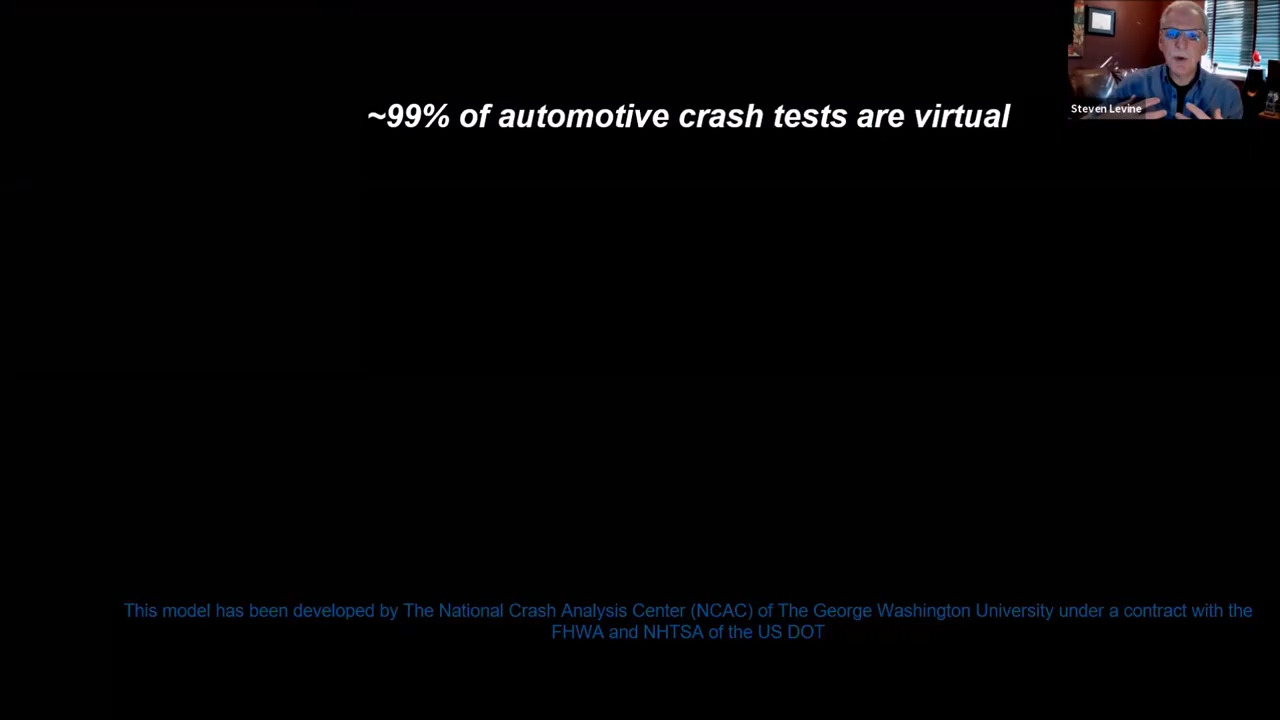 ~99% of automotive crash tests are virtual
Steven Levine
This model has been developed by The National Crash Analysis Center (NCAC) of The George Washington University under a contract with the
FHWA and NHTSA of the US DOT